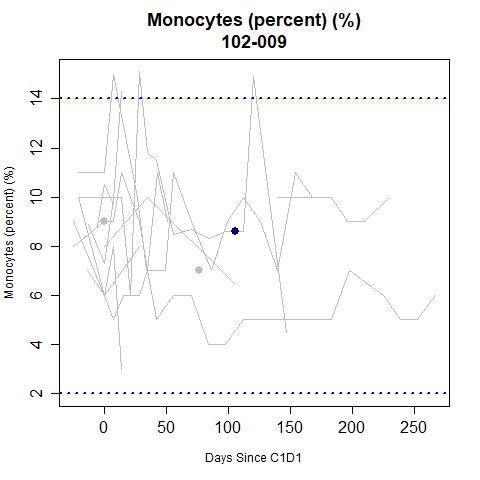 Monocytes (percent) (%)
102-009
14
12
10
8
6
4
2
Monocytes (percent) (%)
0 50 100 150 200 250
Days Since C1D1